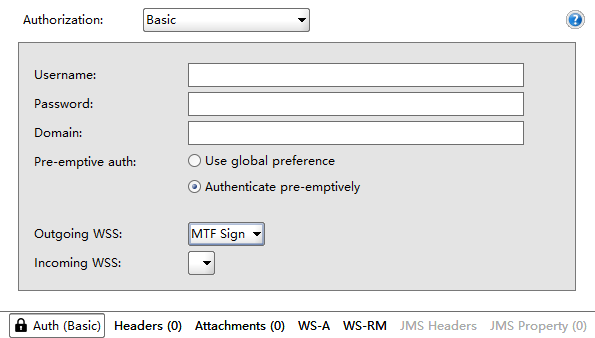 Authorization: Basic
Username:
Password:
Domain:
Pre-emptive auth: Use global preference
Authenticate pre-emptively
Outgoing WSS: MTF Sign
Incoming WSS:
Auth (Basic) Headers (0) Attachments (0) WS-A WS-RM JMS Headers JMS Property (0)